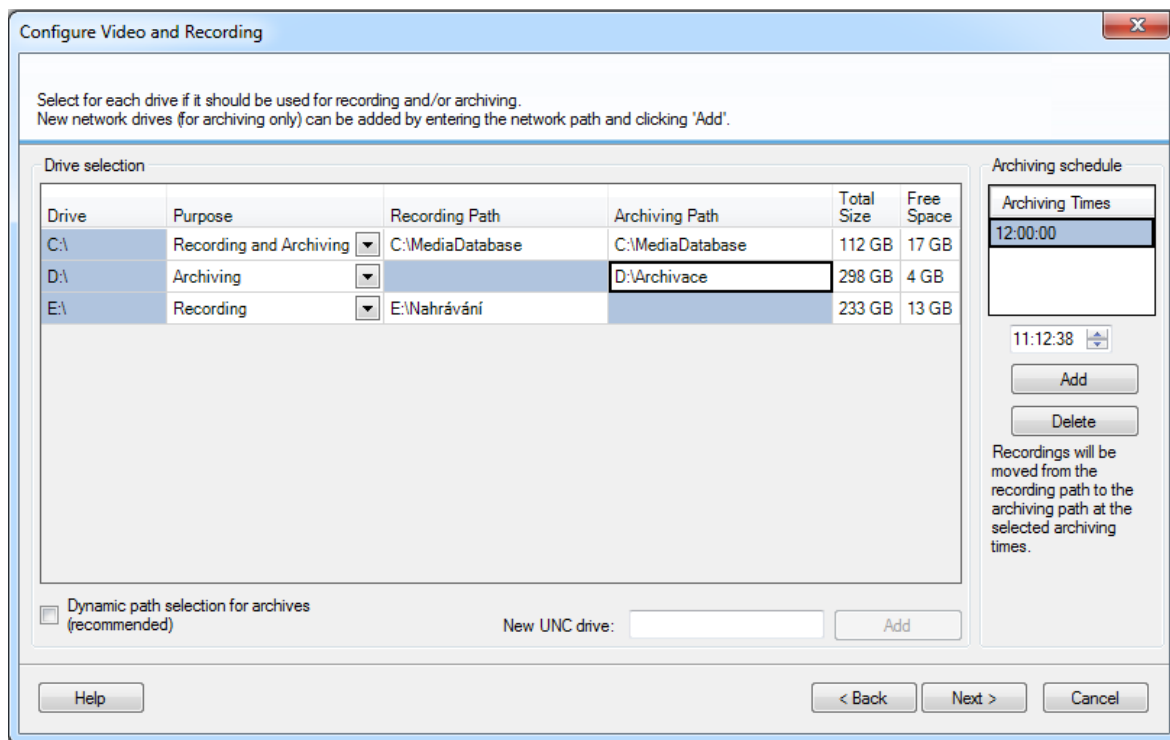 Configure Video and Recording
Select for each drive if it should be used for recording and/or archiving.
New network drives (for archiving only) can be added by entering the network path and clicking 'Add'.
Drive selection
Drive Purpose Recording Path Archiving Path Total Size Free Space
C:\ Recording and Archiving C:\MediaDatabase C:\MediaDatabase 112 GB 17 GB
D:\ Archiving D:\Archivace 298 GB 4 GB
E:\ Recording E:\Nahrávání 233 GB 13 GB
Dynamic path selection for archives
(recommended)
New UNC drive:
Add
Archiving schedule
Archiving Times
12:00:00
11:12:38
Add
Delete
Recordings will be
moved from the
recording path to the
archiving path at the
selected archiving
times.
Help
< Back
Next >
Cancel